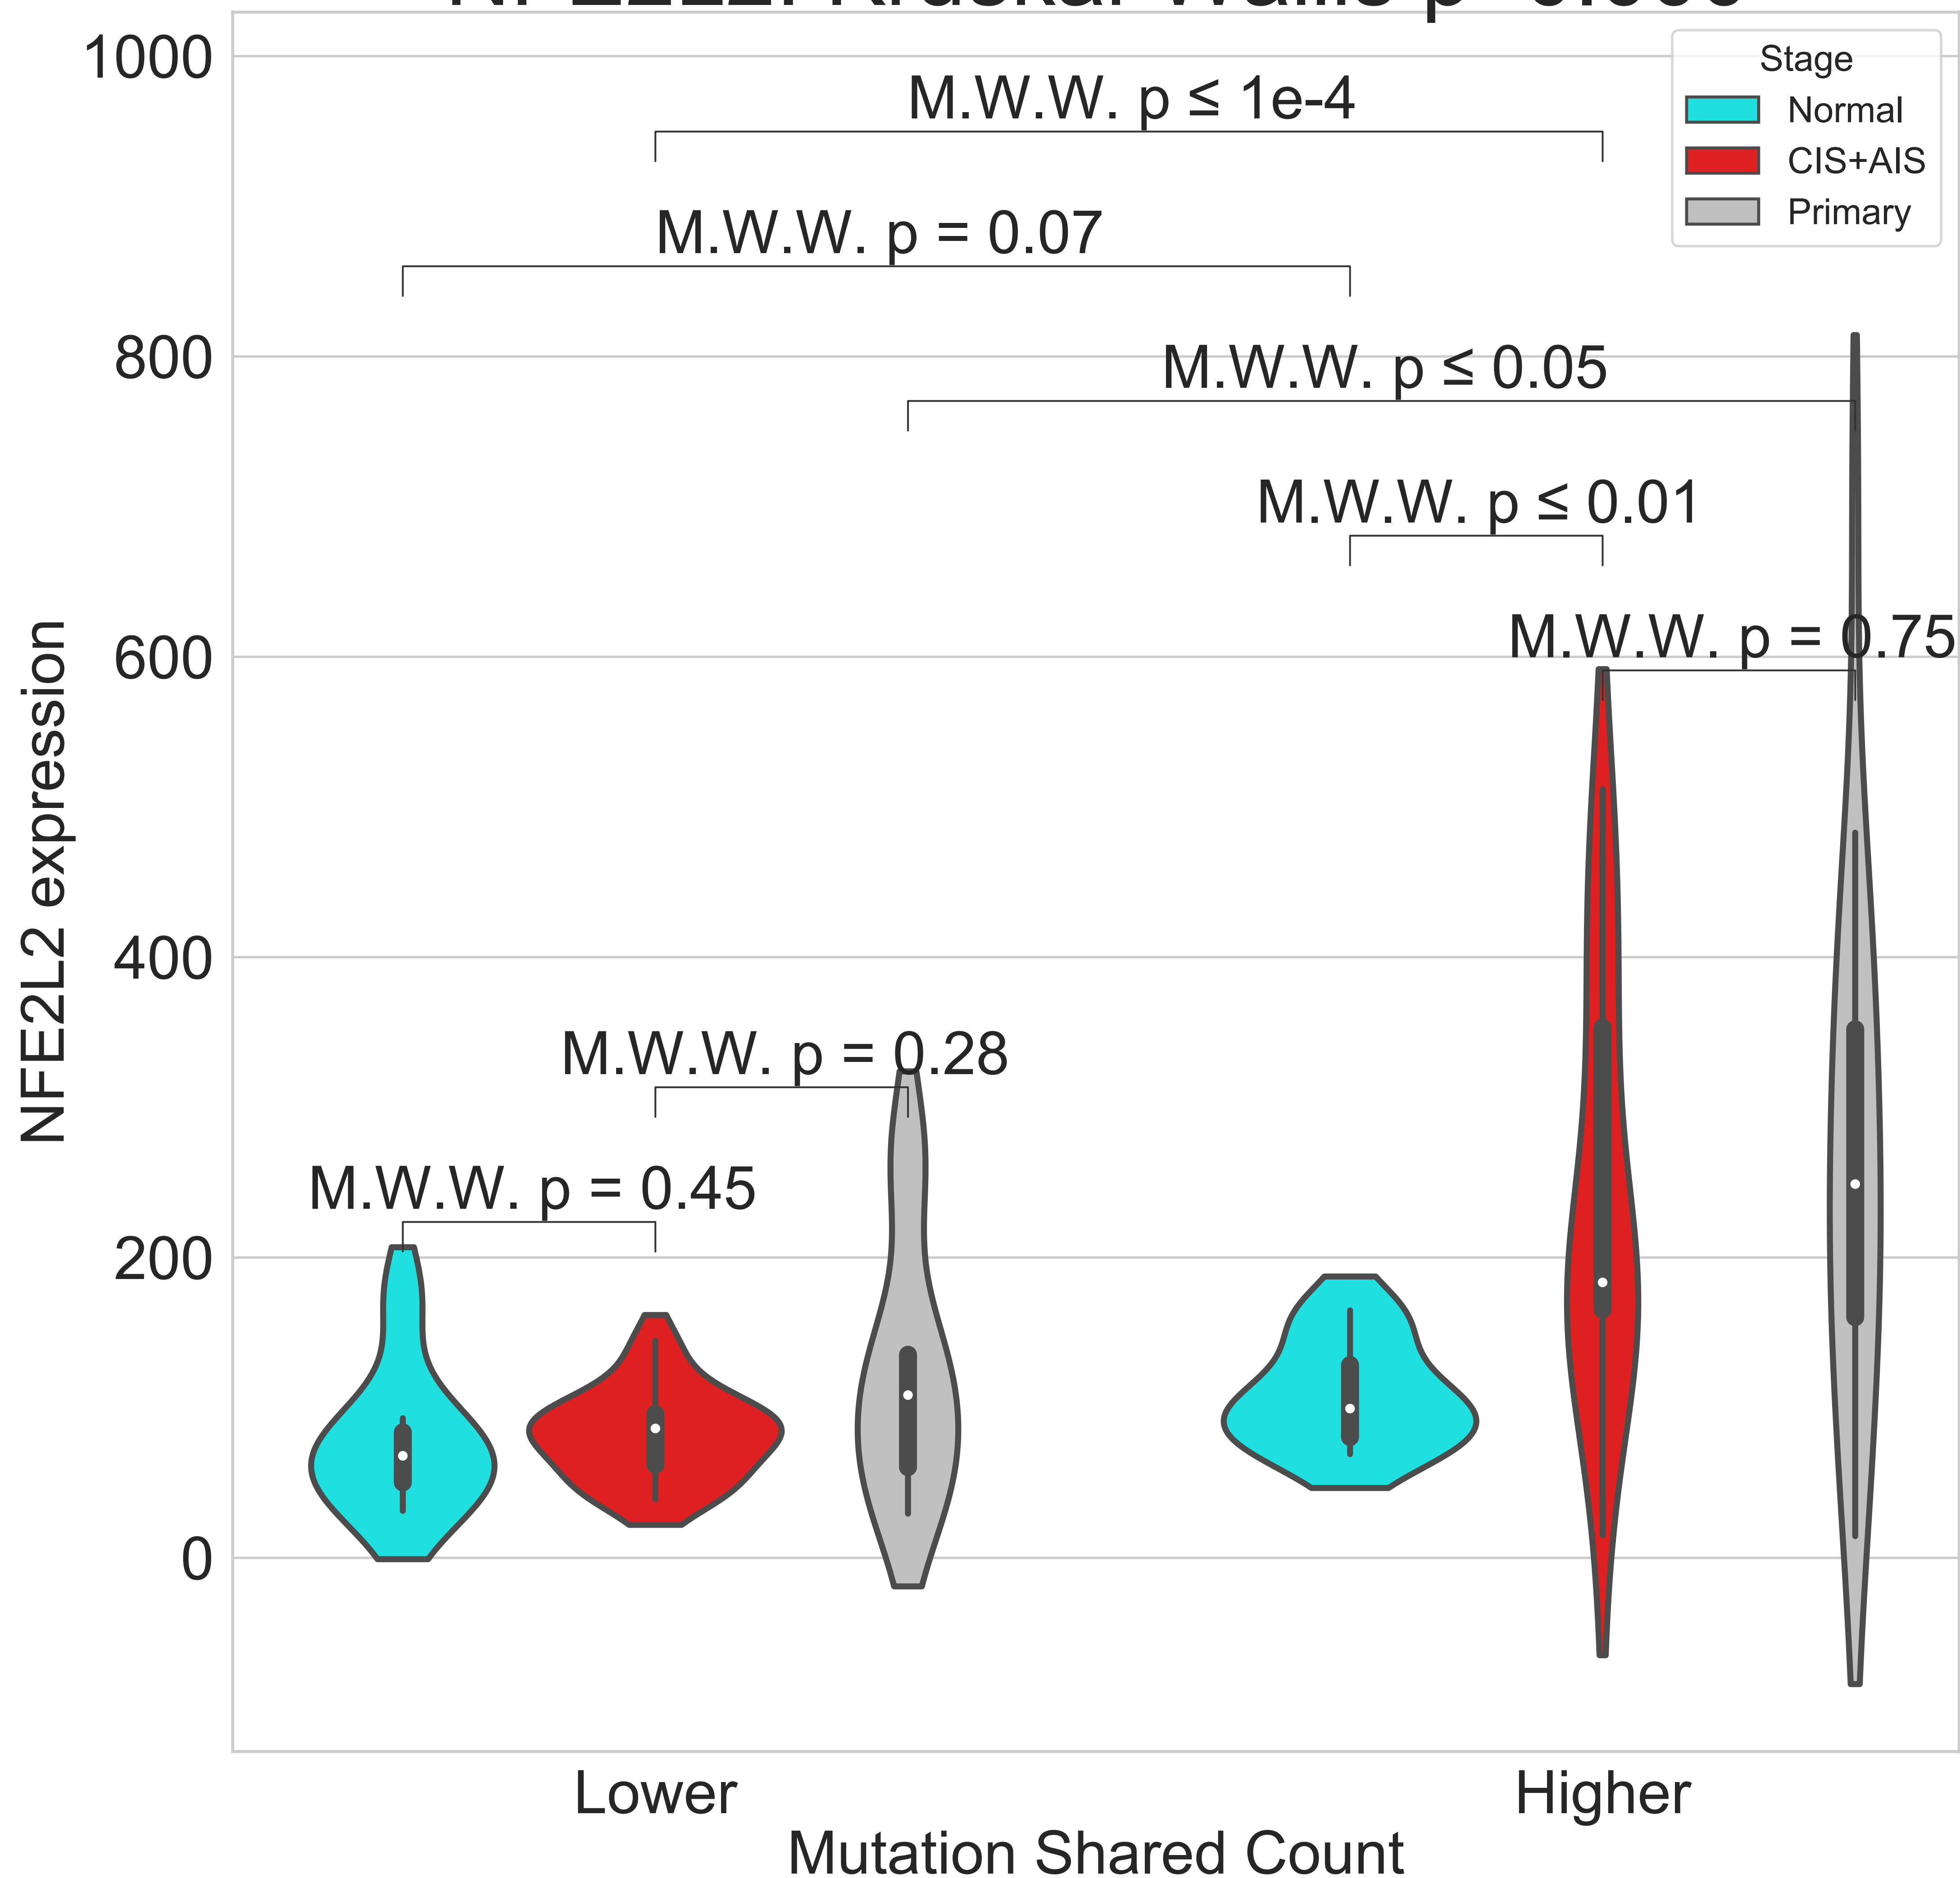 1000
800
600
400
200
0
NFE2L2 expression
M.W.W. p ≤ 1e-4
M.W.W. p = 0.07
M.W.W. p ≤ 0.05
M.W.W. p ≤ 0.01
M.W.W. p = 0.75
M.W.W. p = 0.28
M.W.W. p = 0.45
Stage
Normal
CIS+AIS
Primary
Lower
Higher
Mutation Shared Count